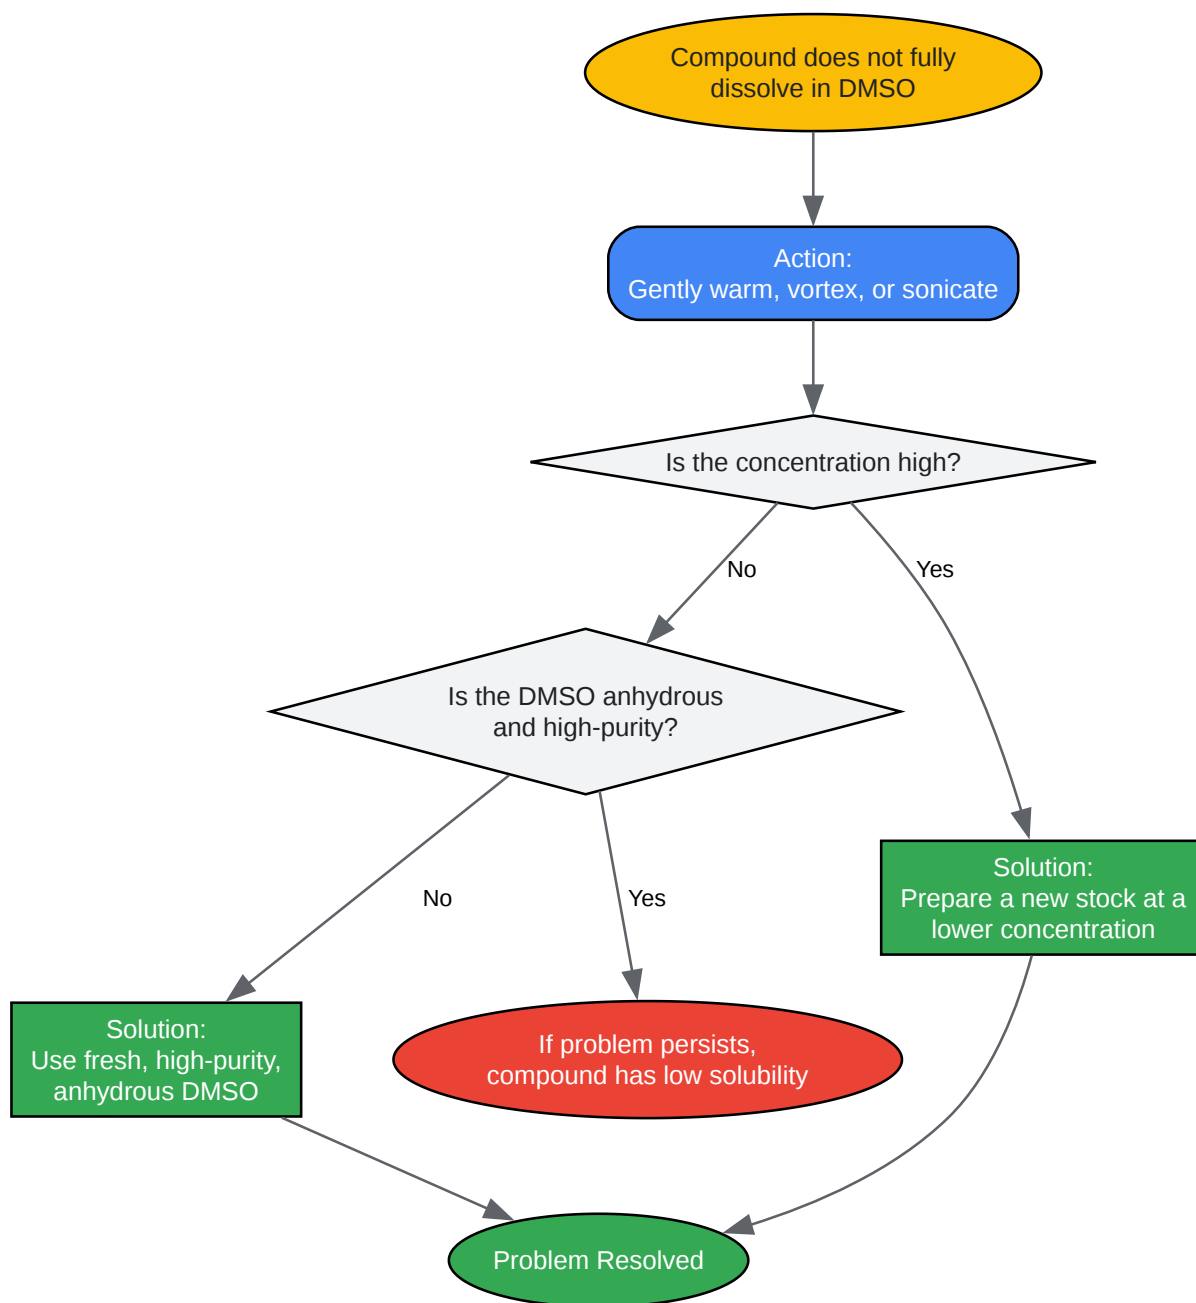 Compound does not fully
dissolve in DMSO
Action:
Gently warm, vortex, or sonicate
Is the concentration high?
No
Yes
Is the DMSO anhydrous
and high-purity?
No
Yes
Solution:
Prepare a new stock at a
lower concentration
Solution:
Use fresh, high-purity,
anhydrous DMSO
If problem persists,
compound has low solubility
Problem Resolved